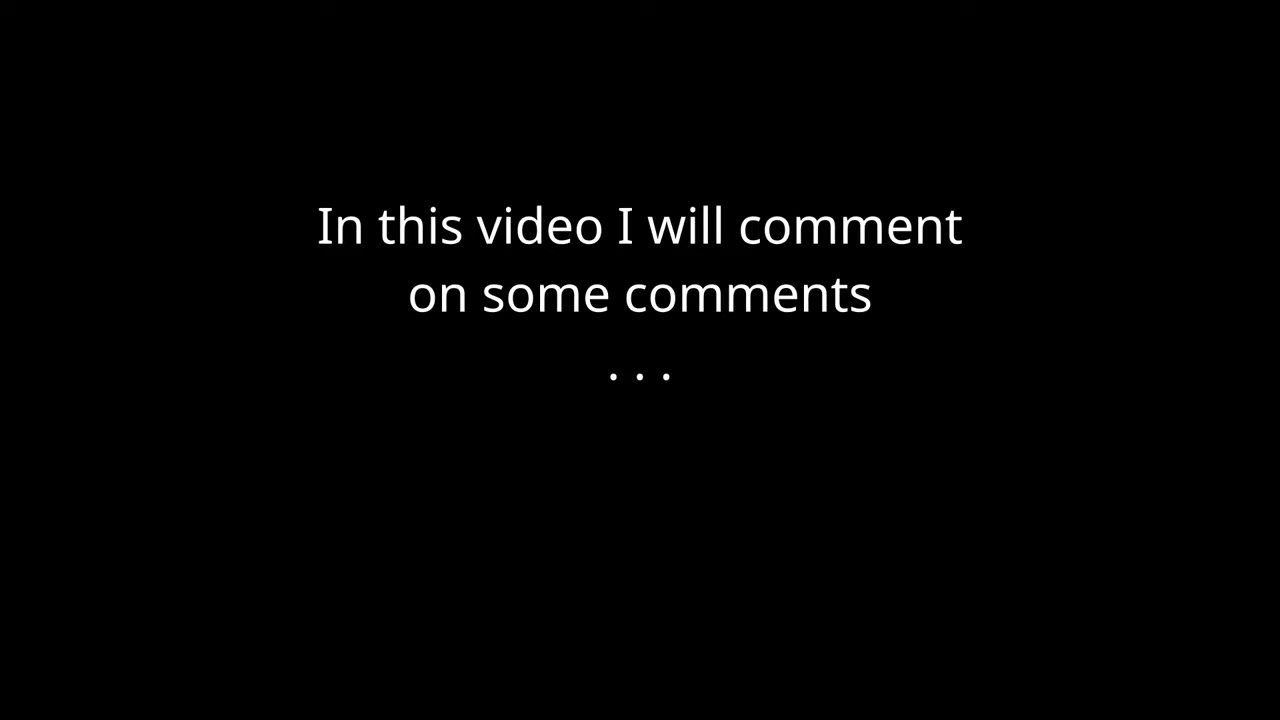 In this video I will comment
on some comments
. . .